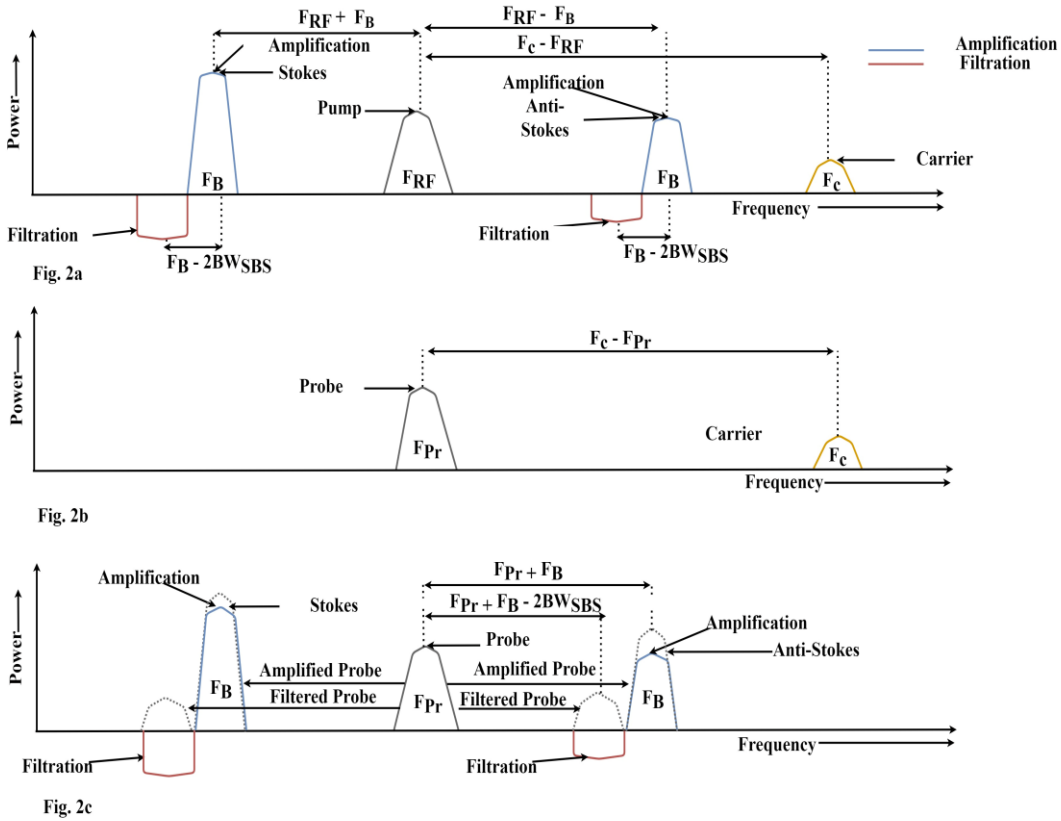 F_RF + F_B
F_RF - F_B
F_c - F_RF
Amplification
Stokes
Amplification
Filtration
Pump
Amplification
Anti-
Stokes
Carrier
Power
F_B
F_RF
F_B
F_c
Frequency
Filtration
Filtration
F_B - 2BW_SBS
F_B - 2BW_SBS
Fig. 2a
F_c - F_Pr
Probe
Power
Carrier
F_Pr
F_c
Frequency
Fig. 2b
F_Pr + F_B
Amplification
Stokes
F_Pr + F_B - 2BW_SBS
Amplification
Probe
Anti-Stokes
Power
Amplified Probe
Amplified Probe
F_B
F_Pr
F_B
Filtered Probe
Filtered Probe
Frequency
Filtration
Filtration
Fig. 2c